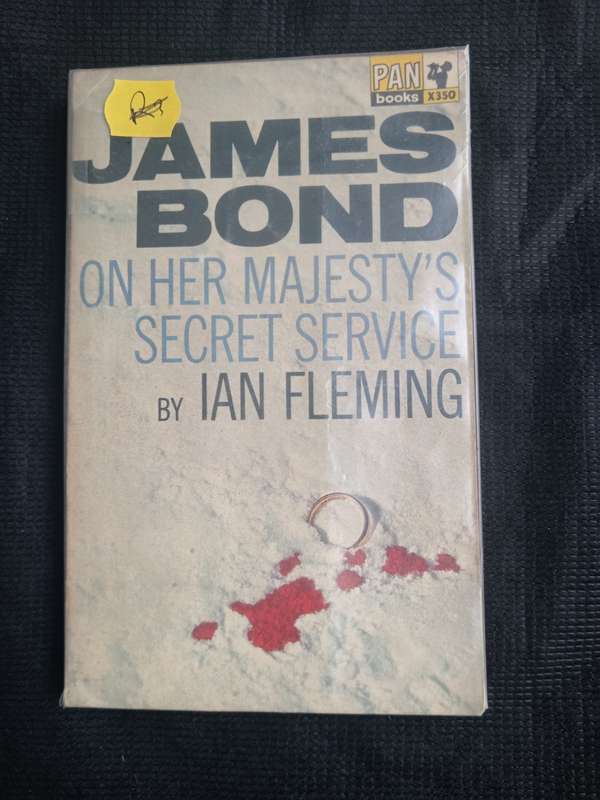 PAN
books X350
JAMES
BOND
ON HER MAJESTY'S
SECRET SERVICE
BY IAN FLEMING